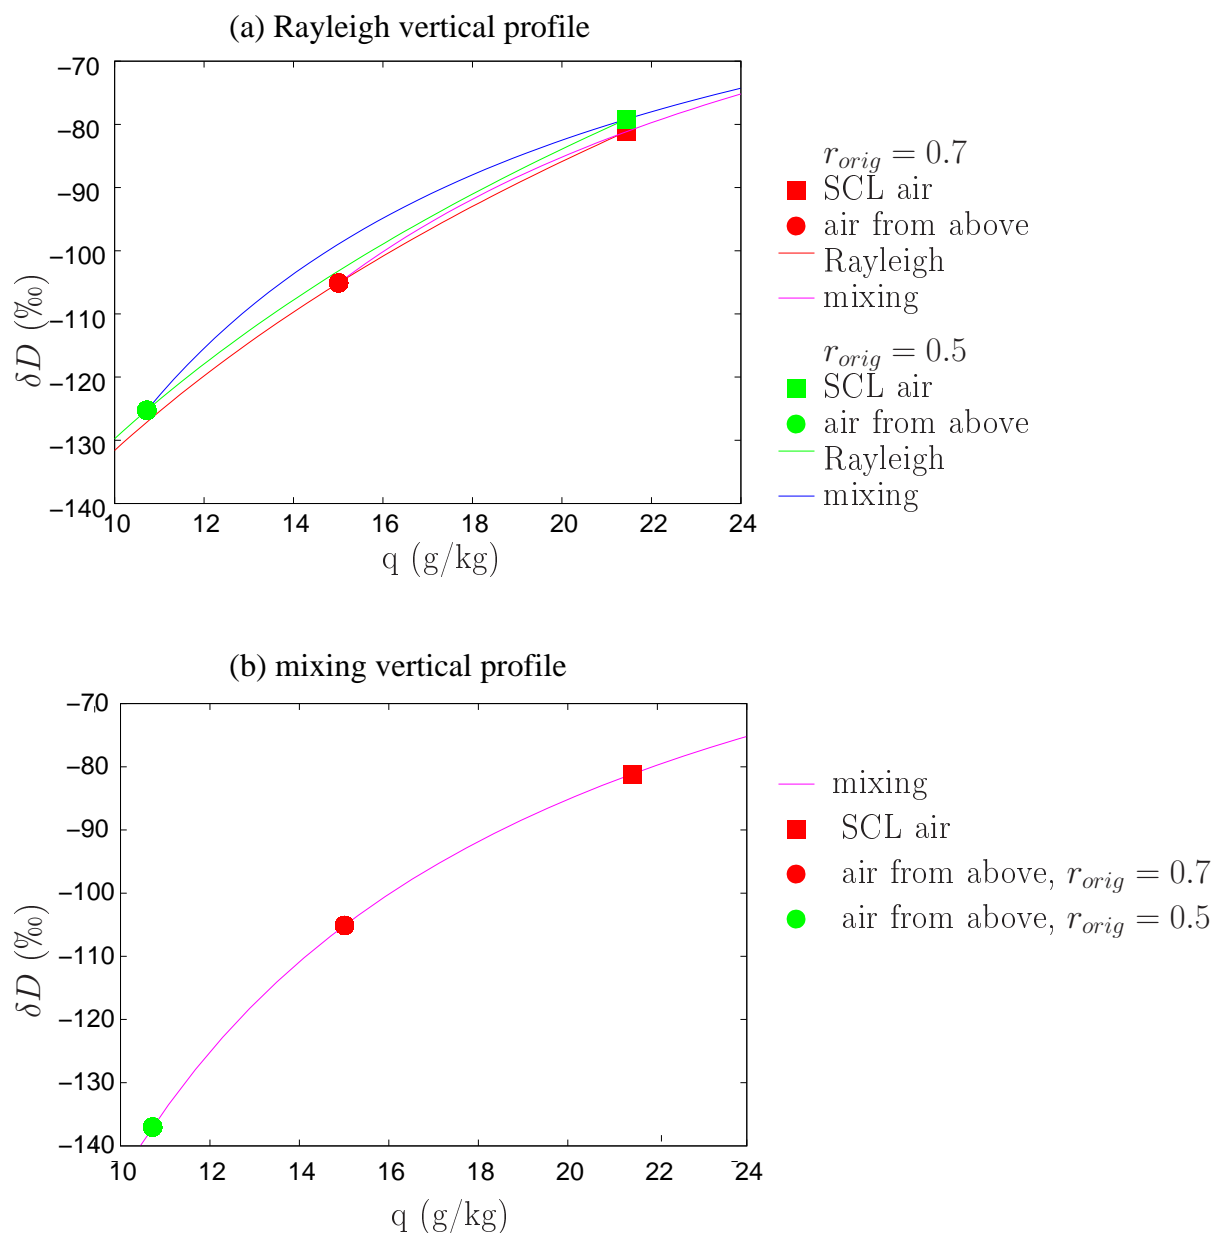 (a) Rayleigh vertical profile
−70
−80
−90
−100
−110
−120
−130
−140
10 12 14 16 18 20 22 24
δD (‰)
q (g/kg)
r_orig = 0.7
SCL air
air from above
Rayleigh
mixing
r_orig = 0.5
SCL air
air from above
Rayleigh
mixing
(b) mixing vertical profile
−70
−80
−90
−100
−110
−120
−130
−140
10 12 14 16 18 20 22 24
δD (‰)
q (g/kg)
mixing
SCL air
air from above, r_orig = 0.7
air from above, r_orig = 0.5